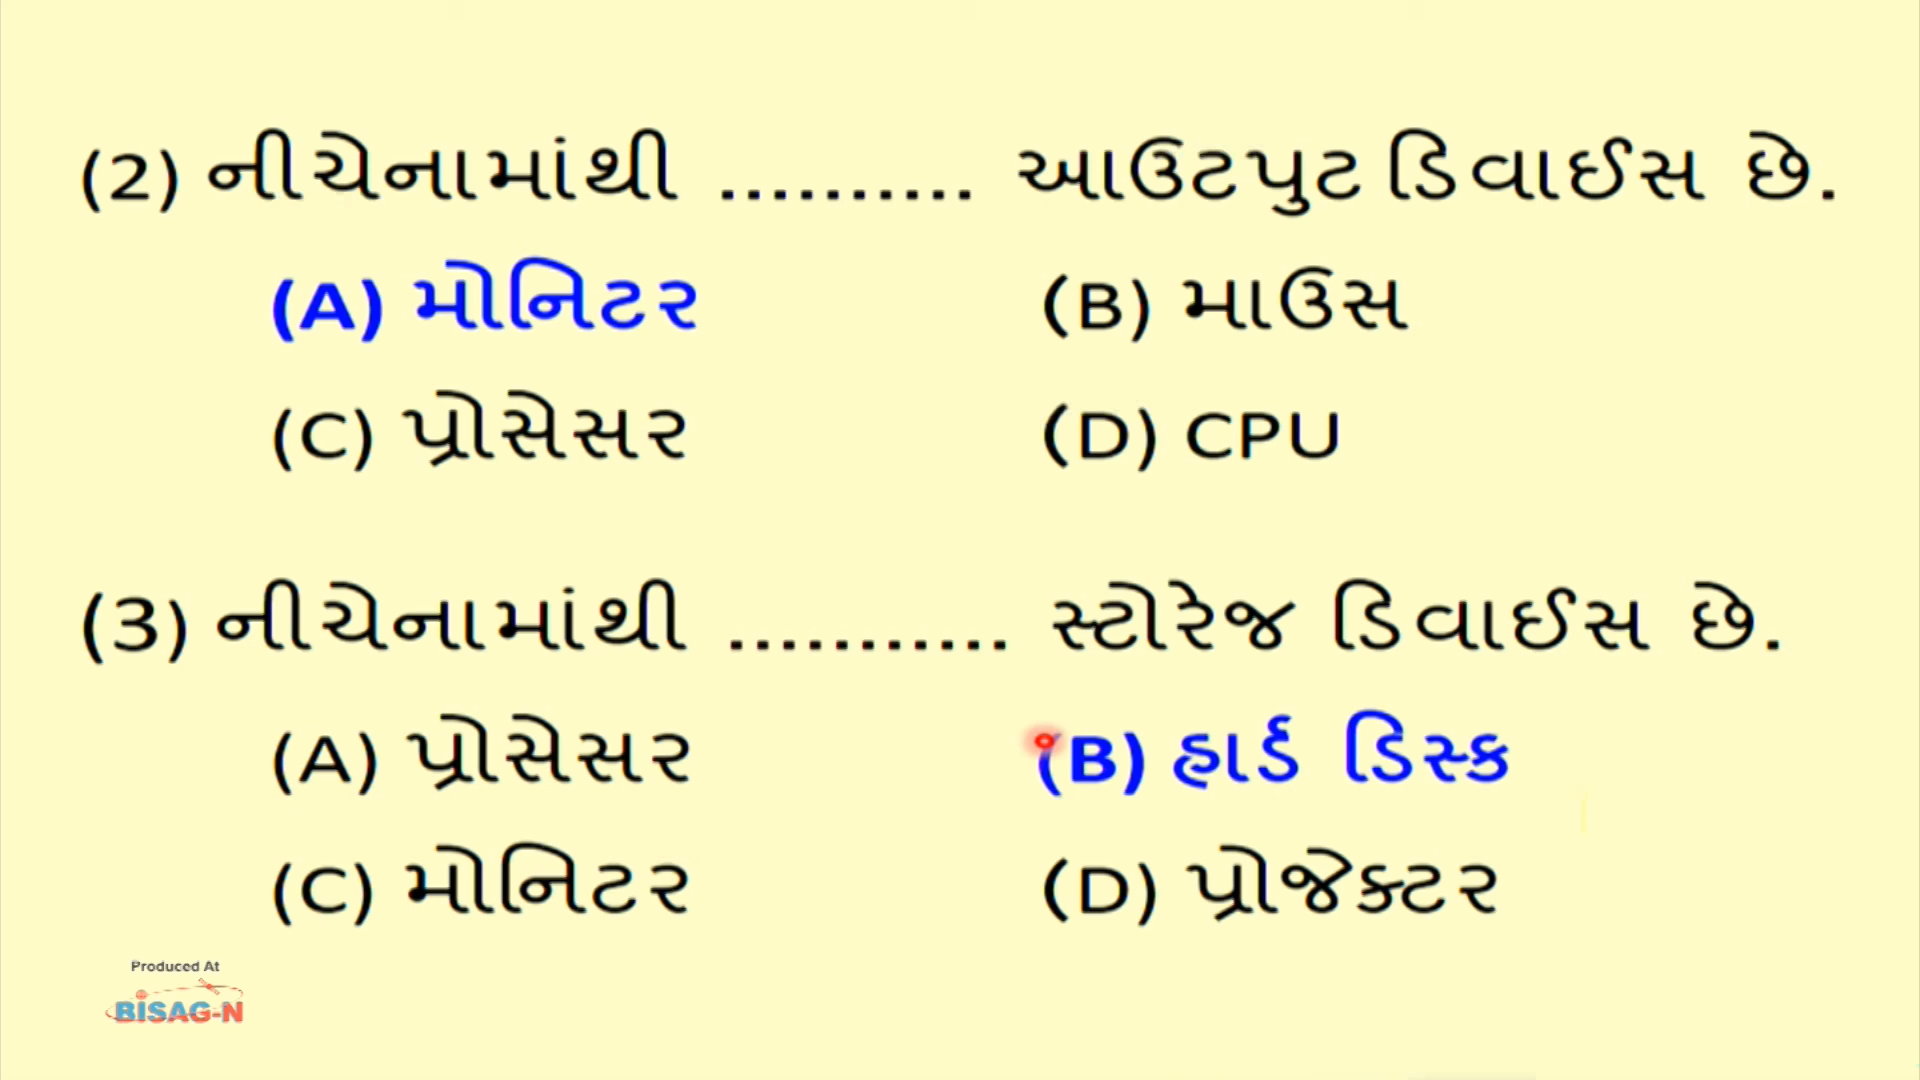 (2) નીચેનામાંથી .......... આઉટપુટ ડિવાઈસ છે.
(A) મોનિટર (B) માઉસ
(C) પ્રોસેસર (D) CPU
(3) નીચેનામાંથી ........... સ્ટોરેજ ડિવાઈસ છે.
(A) પ્રોસેસર (B) હાર્ડ ડિસ્ક
(C) મોનિટર (D) પ્રોજેક્ટર
Produced At
BISAG-N